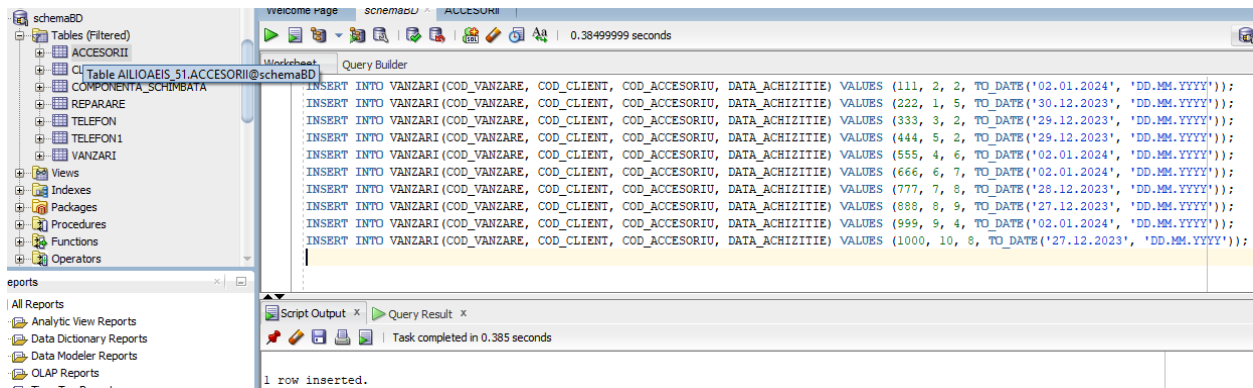 schemaBD
Tables (Filtered)
ACCESORII
CL
Table AILIOAEIS_51.ACCESORII@schemaBD
COMPONENTA_SCHIMBATA
REPARARE
TELEFON
TELEFON1
VANZARI
Views
Indexes
Packages
Procedures
Functions
Operators
eports
All Reports
Analytic View Reports
Data Dictionary Reports
Data Modeler Reports
OLAP Reports
Welcome Page schemaBD ACCESORII
0.38499999 seconds
Worksheet Query Builder
INSERT INTO VANZARI(COD_VANZARE, COD_CLIENT, COD_ACCESORIU, DATA_ACHIZITIE) VALUES (111, 2, 2, TO_DATE('02.01.2024', 'DD.MM.YYYY'));
INSERT INTO VANZARI(COD_VANZARE, COD_CLIENT, COD_ACCESORIU, DATA_ACHIZITIE) VALUES (222, 1, 5, TO_DATE('30.12.2023', 'DD.MM.YYYY'));
INSERT INTO VANZARI(COD_VANZARE, COD_CLIENT, COD_ACCESORIU, DATA_ACHIZITIE) VALUES (333, 3, 2, TO_DATE('29.12.2023', 'DD.MM.YYYY'));
INSERT INTO VANZARI(COD_VANZARE, COD_CLIENT, COD_ACCESORIU, DATA_ACHIZITIE) VALUES (444, 5, 2, TO_DATE('29.12.2023', 'DD.MM.YYYY'));
INSERT INTO VANZARI(COD_VANZARE, COD_CLIENT, COD_ACCESORIU, DATA_ACHIZITIE) VALUES (555, 4, 6, TO_DATE('02.01.2024', 'DD.MM.YYYY'));
INSERT INTO VANZARI(COD_VANZARE, COD_CLIENT, COD_ACCESORIU, DATA_ACHIZITIE) VALUES (666, 6, 7, TO_DATE('02.01.2024', 'DD.MM.YYYY'));
INSERT INTO VANZARI(COD_VANZARE, COD_CLIENT, COD_ACCESORIU, DATA_ACHIZITIE) VALUES (777, 7, 8, TO_DATE('28.12.2023', 'DD.MM.YYYY'));
INSERT INTO VANZARI(COD_VANZARE, COD_CLIENT, COD_ACCESORIU, DATA_ACHIZITIE) VALUES (888, 8, 9, TO_DATE('27.12.2023', 'DD.MM.YYYY'));
INSERT INTO VANZARI(COD_VANZARE, COD_CLIENT, COD_ACCESORIU, DATA_ACHIZITIE) VALUES (999, 9, 4, TO_DATE('02.01.2024', 'DD.MM.YYYY'));
INSERT INTO VANZARI(COD_VANZARE, COD_CLIENT, COD_ACCESORIU, DATA_ACHIZITIE) VALUES (1000, 10, 8, TO_DATE('27.12.2023', 'DD.MM.YYYY'));
Script Output x Query Result x
Task completed in 0.385 seconds
1 row inserted.